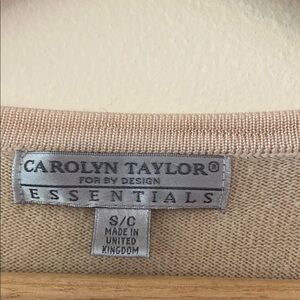 CAROLYN TAYLOR®
FOR BY DESIGN
ESSENTIALS
S/C
MADE IN
UNITED
KINGDOM